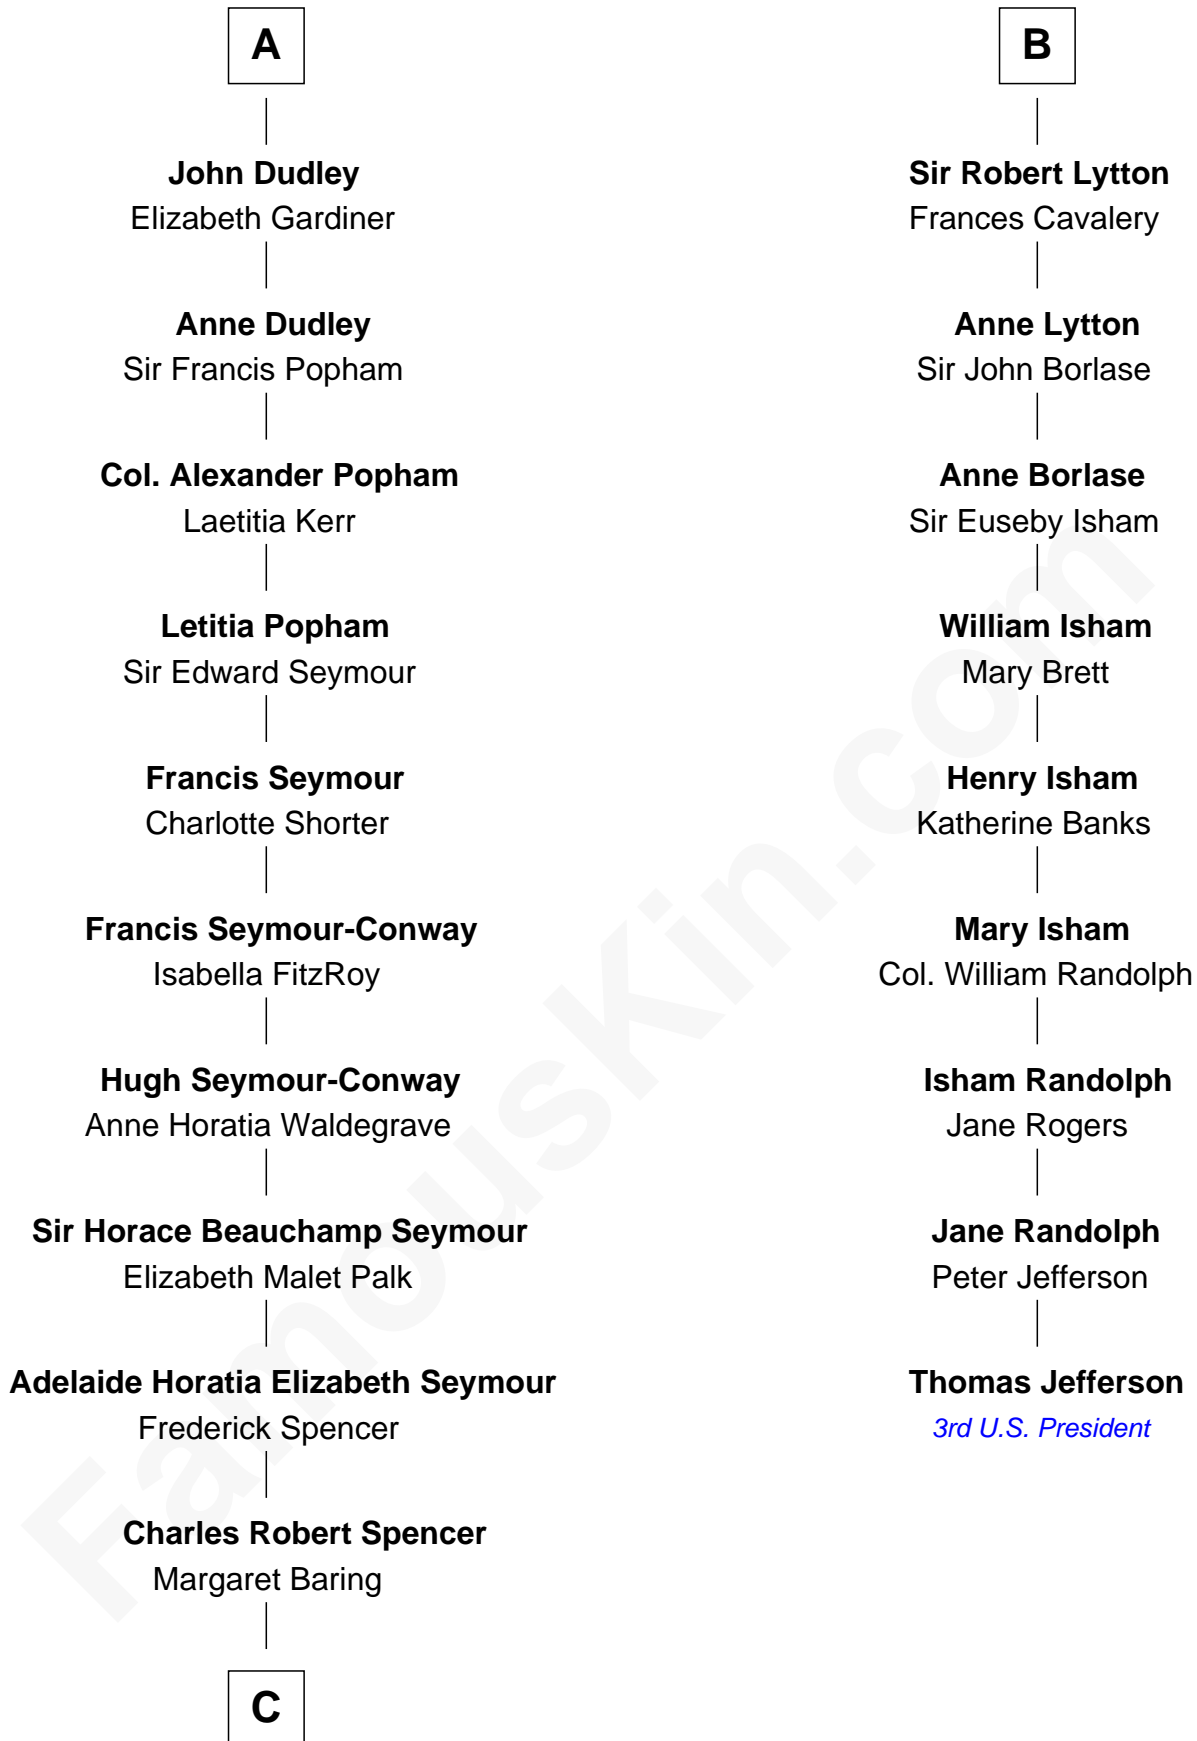 A
John Dudley
Elizabeth Gardiner
Anne Dudley
Sir Francis Popham
Col. Alexander Popham
Laetitia Kerr
Letitia Popham
Sir Edward Seymour
Francis Seymour
Charlotte Shorter
Francis Seymour-Conway
Isabella FitzRoy
Hugh Seymour-Conway
Anne Horatia Waldegrave
Sir Horace Beauchamp Seymour
Elizabeth Malet Palk
Adelaide Horatia Elizabeth Seymour
Frederick Spencer
Charles Robert Spencer
Margaret Baring
C
B
Sir Robert Lytton
Frances Cavalery
Anne Lytton
Sir John Borlase
Anne Borlase
Sir Euseby Isham
William Isham
Mary Brett
Henry Isham
Katherine Banks
Mary Isham
Col. William Randolph
Isham Randolph
Jane Rogers
Jane Randolph
Peter Jefferson
Thomas Jefferson
3rd U.S. President
FamousKin.com